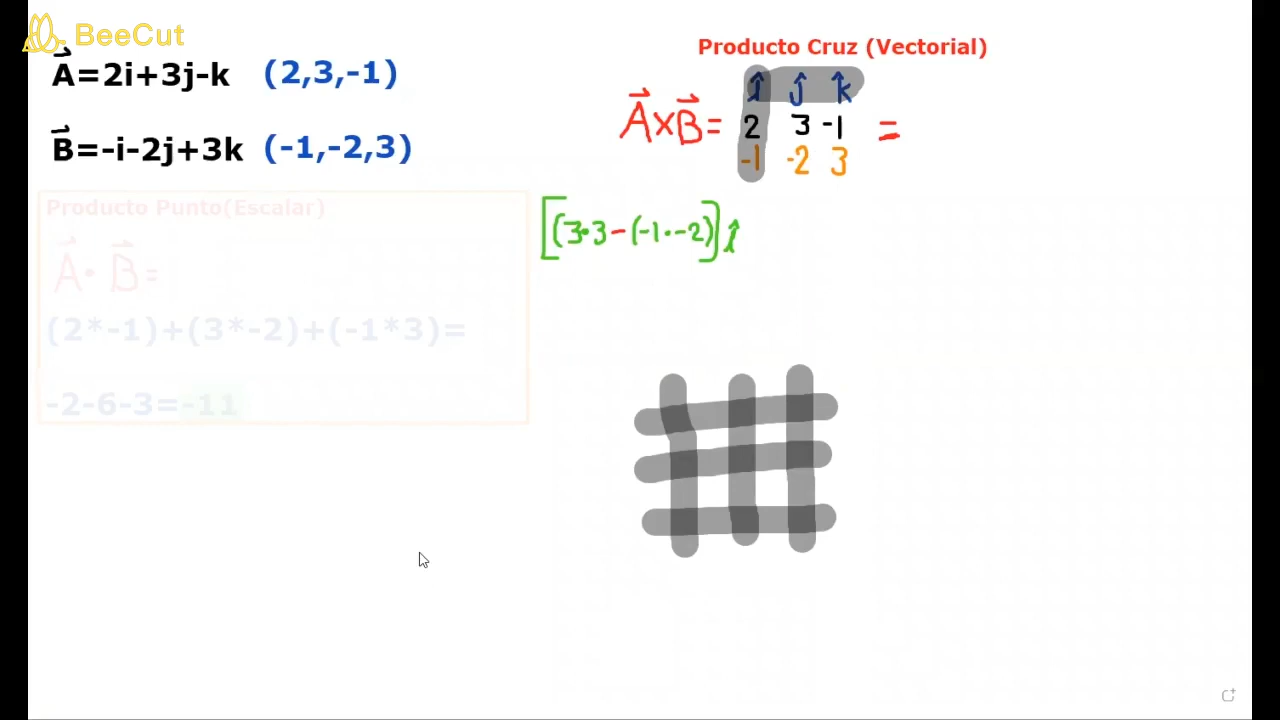 BeeCut
A=2i+3j-k (2,3,-1)
B=-i-2j+3k (-1,-2,3)
Producto Punto(Escalar)
A · B=
(2*-1)+(3*-2)+(-1*3)=
-2-6-3=-11
Producto Cruz (Vectorial)
i j k
AxB= 2 3 -1 =
-1 -2 3
[(3·3-(-1·-2)]i